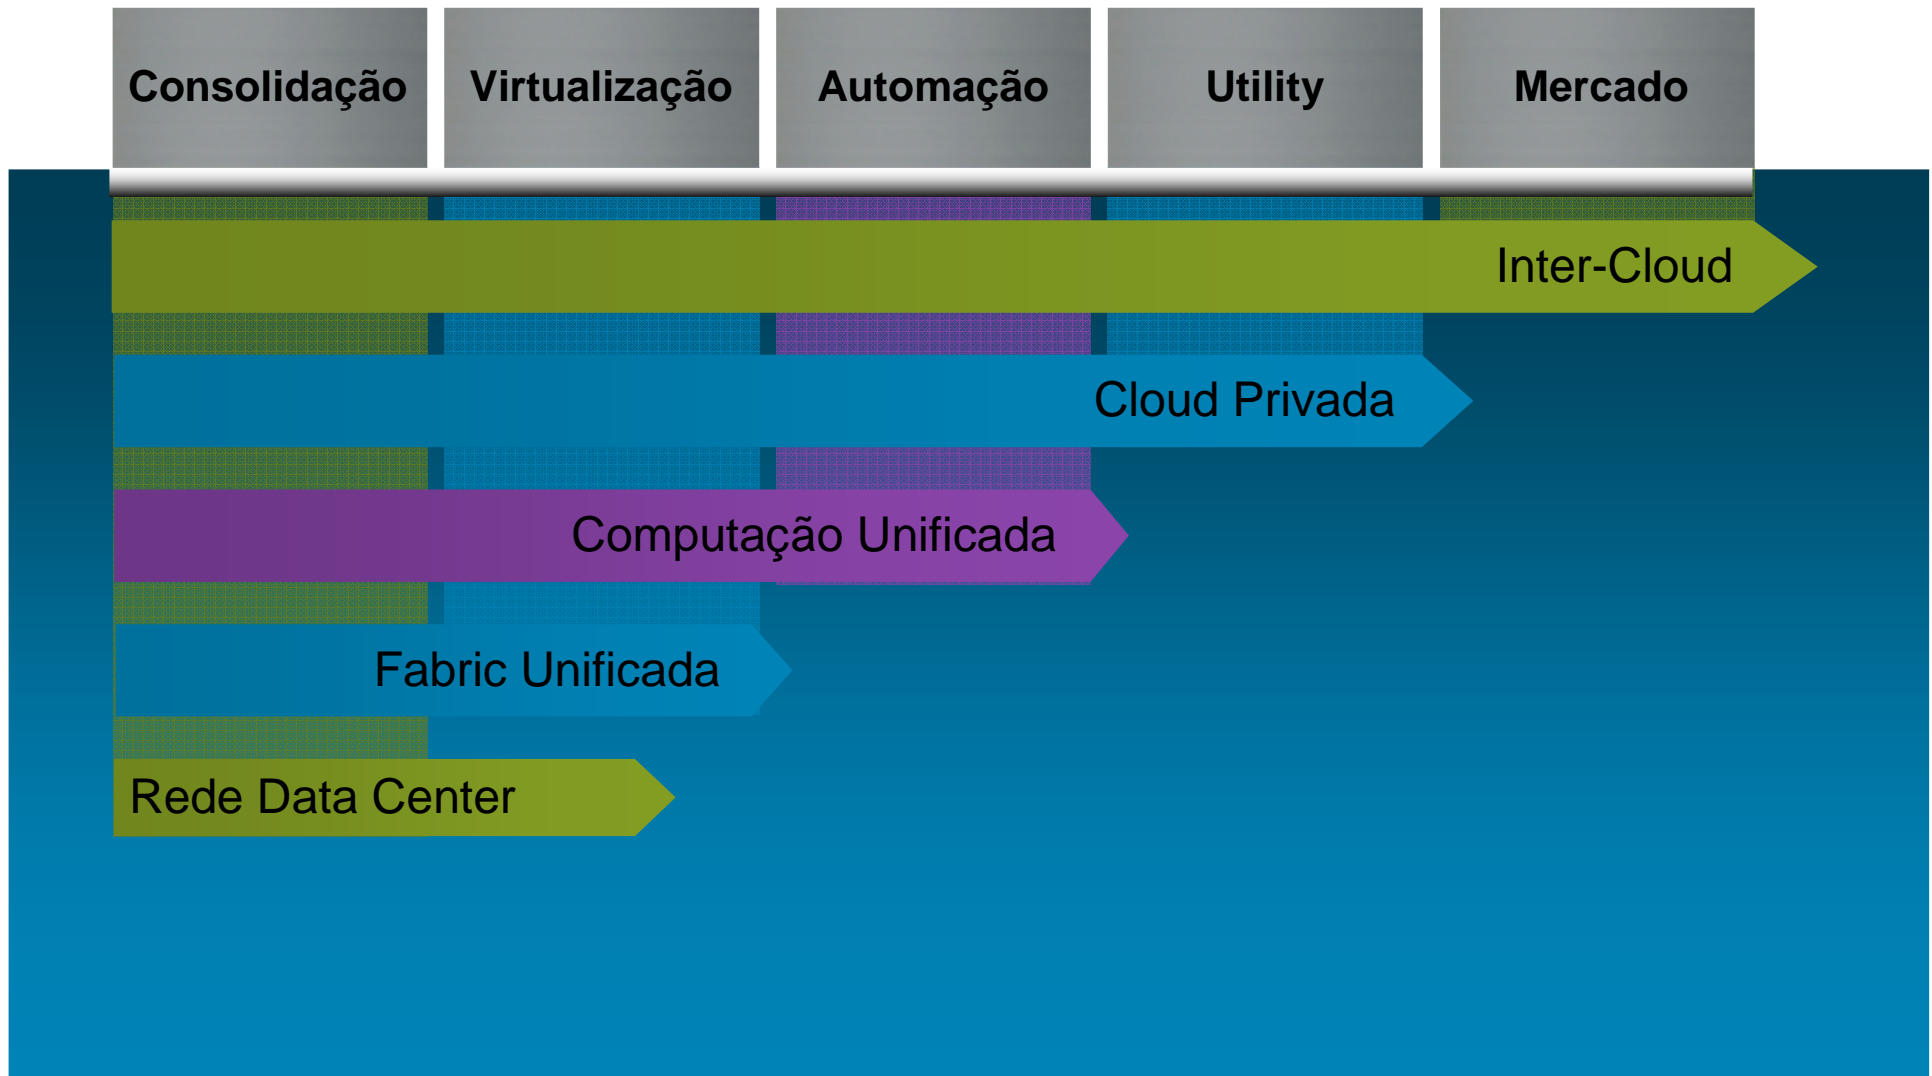 Consolidação
Virtualização
Automação
Utility
Mercado
Inter-Cloud
Cloud Privada
Computação Unificada
Fabric Unificada
Rede Data Center